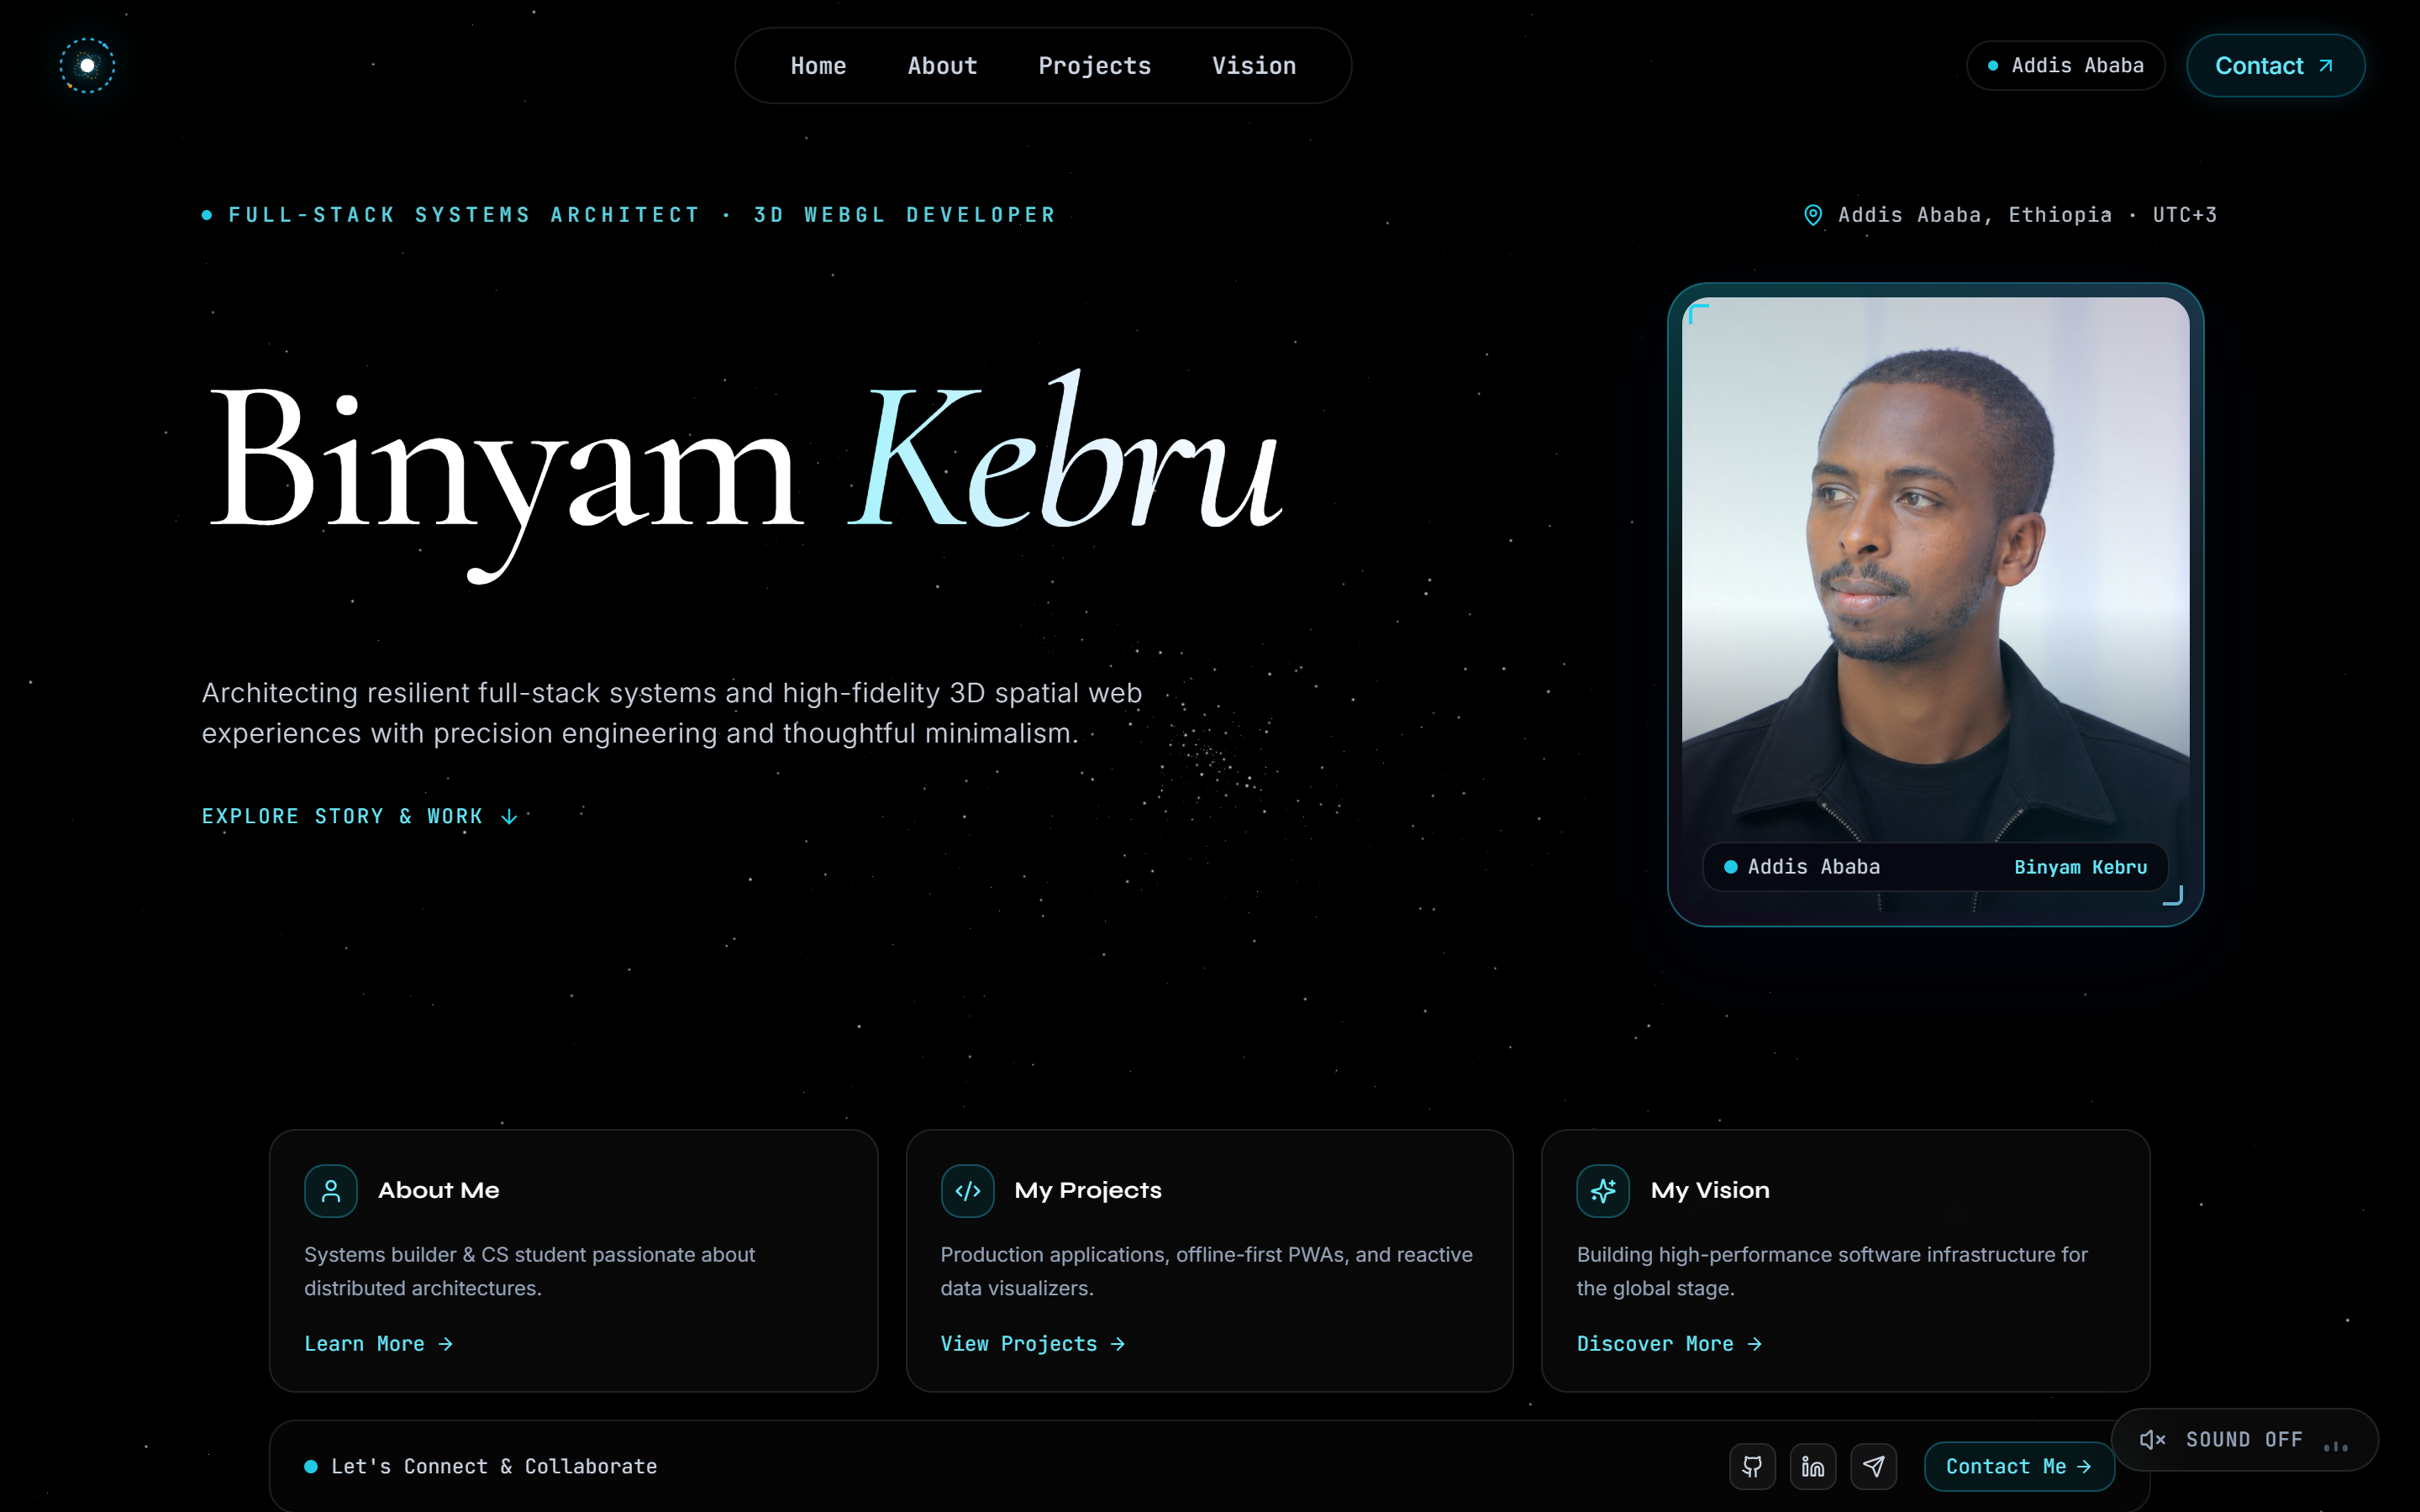 Home About Projects Vision
Addis Ababa
Contact
FULL-STACK SYSTEMS ARCHITECT · 3D WEBGL DEVELOPER
Addis Ababa, Ethiopia · UTC+3
Binyam Kebru
Architecting resilient full-stack systems and high-fidelity 3D spatial web
experiences with precision engineering and thoughtful minimalism.
EXPLORE STORY & WORK ↓
Addis Ababa
Binyam Kebru
About Me
Systems builder & CS student passionate about
distributed architectures.
Learn More →
My Projects
Production applications, offline-first PWAs, and reactive
data visualizers.
View Projects →
My Vision
Building high-performance software infrastructure for
the global stage.
Discover More →
Let's Connect & Collaborate
Contact Me →
SOUND OFF